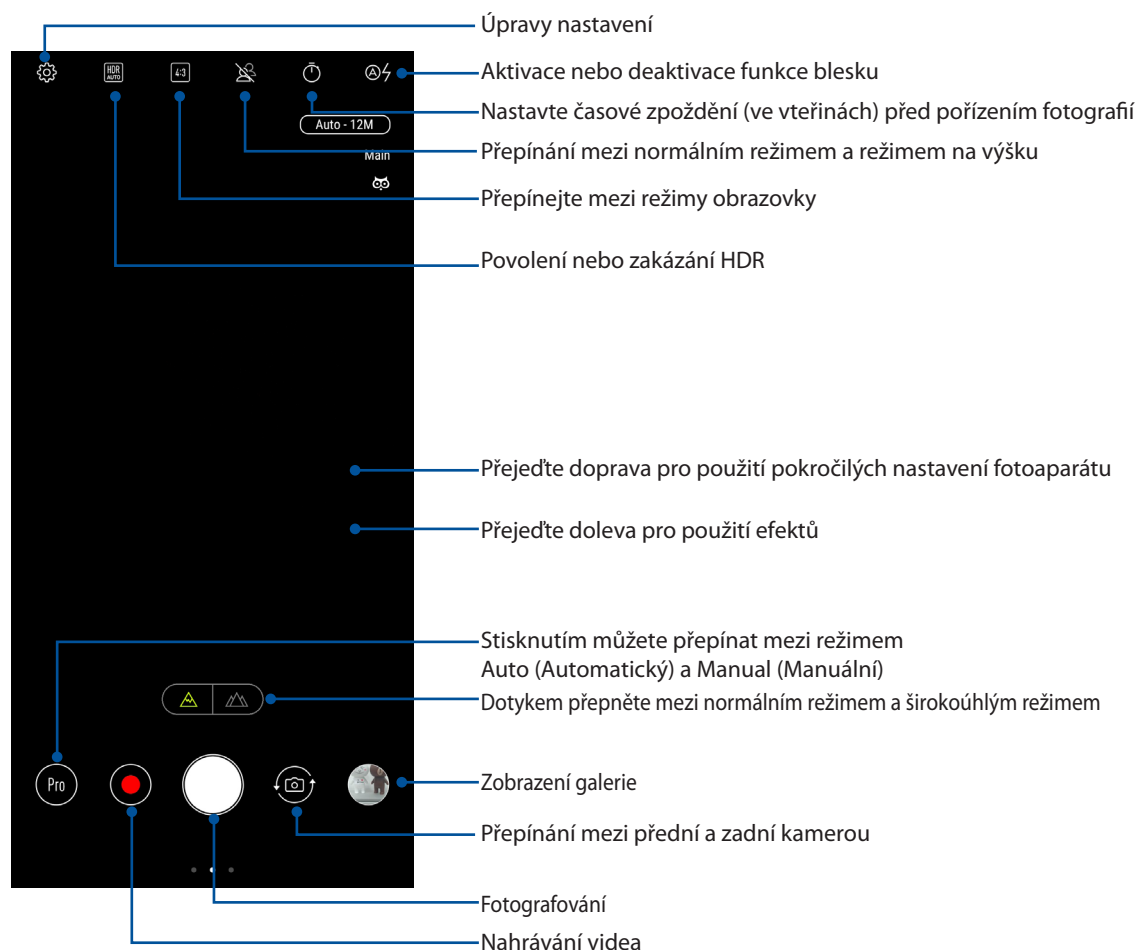 Úpravy nastavení
HDR
AUTO
4:3
A
Aktivace nebo deaktivace funkce blesku
Nastavte časové zpoždění (ve vteřinách) před pořízením fotografií
Auto - 12M
Main
Přepínání mezi normálním režimem a režimem na výšku
Přepínejte mezi režimy obrazovky
Povolení nebo zakázání HDR
Přejeďte doprava pro použití pokročilých nastavení fotoaparátu
Přejeďte doleva pro použití efektů
Stisknutím můžete přepínat mezi režimem
Auto (Automatický) a Manual (Manuální)
Dotykem přepněte mezi normálním režimem a širokoúhlým režimem
Pro
Zobrazení galerie
Přepínání mezi přední a zadní kamerou
Fotografování
Nahrávání videa